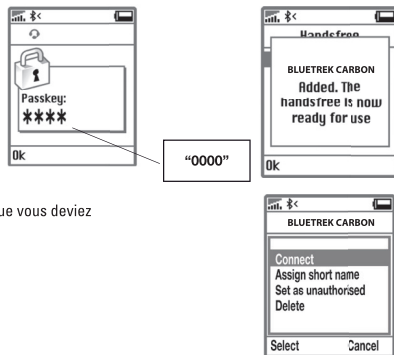 Passkey:
****
Ok
"0000"
Handsfree
BLUETREK CARBON
Added. The
handsfree is now
ready for use
Ok
ue vous deviez
BLUETREK CARBON
Connect
Assign short name
Set as unauthorised
Delete
Select Cancel